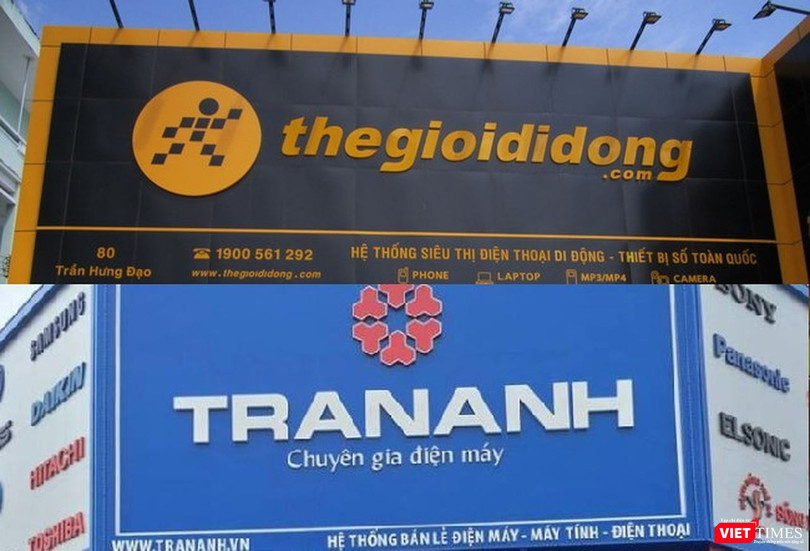 thegioididong
.com
80
Trần Hưng Đạo
☎ 1900 561 292
www.thegioididong.com
HỆ THỐNG SIÊU THỊ ĐIỆN THOẠI DI ĐỘNG - THIẾT BỊ SỐ TOÀN QUỐC
PHONE
LAPTOP
MP3/MP4
CAMERA
SAMSUNG
DAIKIN
HITACHI
TOSHIBA
TRANANH
Chuyên gia điện máy
WWW.TRANANH.VN
HỆ THỐNG BÁN LẺ ĐIỆN MÁY - MÁY TÍNH - ĐIỆN THOẠI
SONY
Panasonic
ELSONIC
VIETTIMES